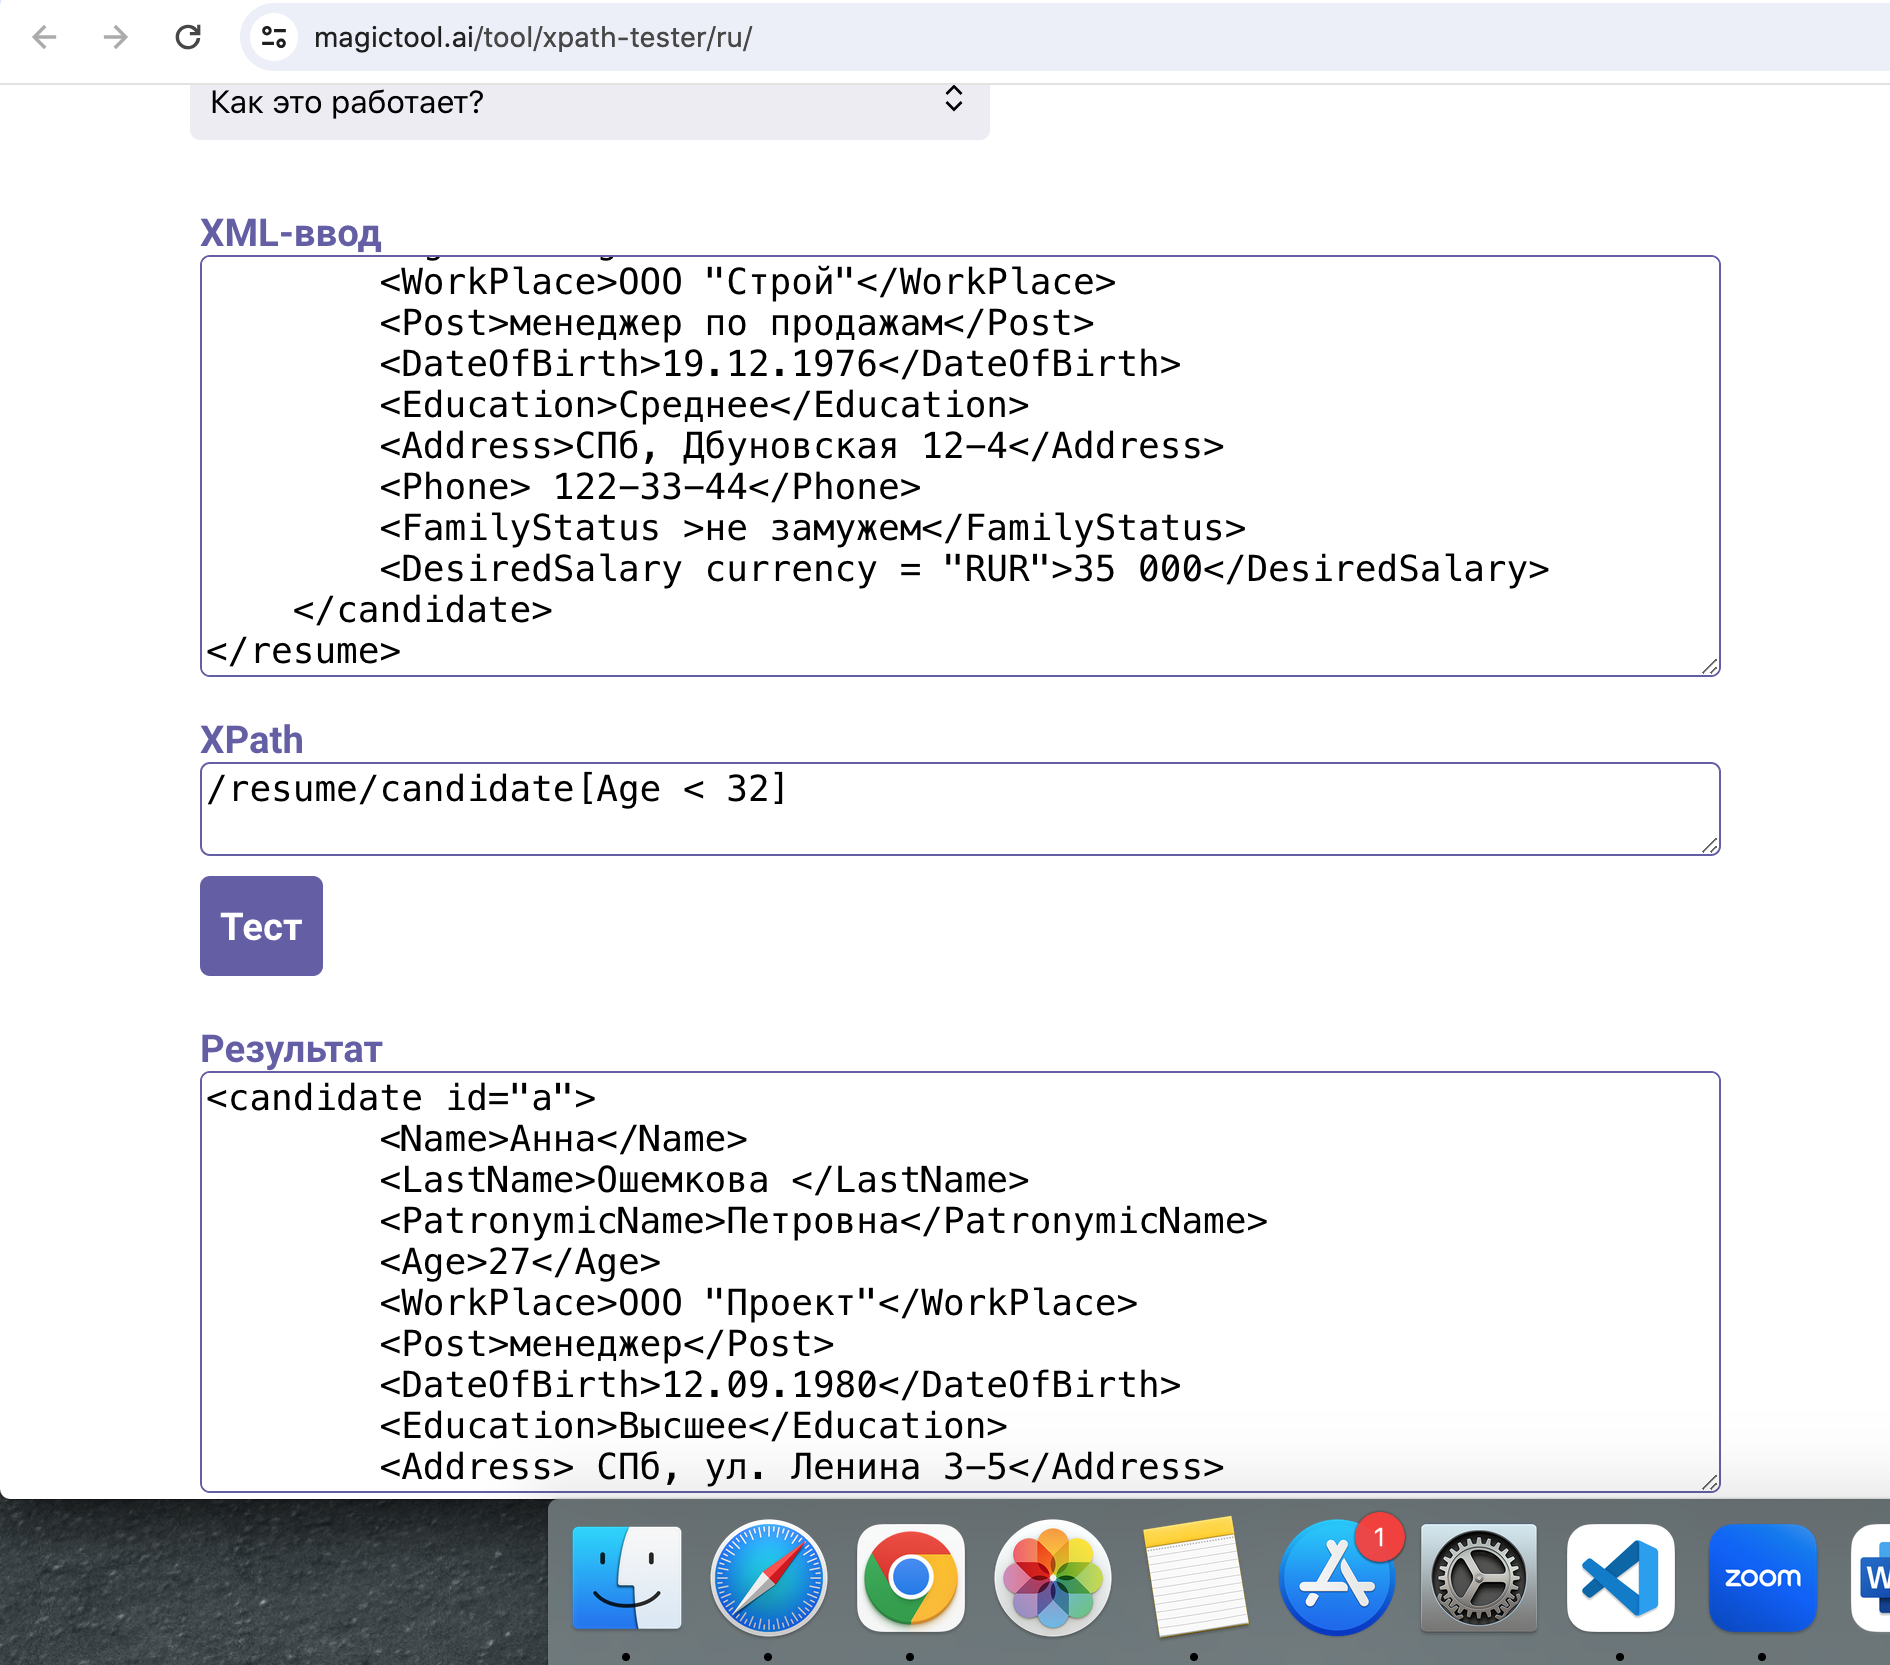 magictool.ai/tool/xpath-tester/ru/
Как это работает?
XML-ввод
<WorkPlace>ООО "Строй"</WorkPlace>
<Post>менеджер по продажам</Post>
<DateOfBirth>19.12.1976</DateOfBirth>
<Education>Среднее</Education>
<Address>СПб, Дбуновская 12-4</Address>
<Phone> 122-33-44</Phone>
<FamilyStatus >не замужем</FamilyStatus>
<DesiredSalary currency = "RUR">35 000</DesiredSalary>
</candidate>
</resume>
XPath
/resume/candidate[Age < 32]
Тест
Результат
<candidate id="a">
<Name>Анна</Name>
<LastName>Ошемкова </LastName>
<PatronymicName>Петровна</PatronymicName>
<Age>27</Age>
<WorkPlace>ООО "Проект"</WorkPlace>
<Post>менеджер</Post>
<DateOfBirth>12.09.1980</DateOfBirth>
<Education>Высшее</Education>
<Address> СПб, ул. Ленина 3-5</Address>
1
zoom
W